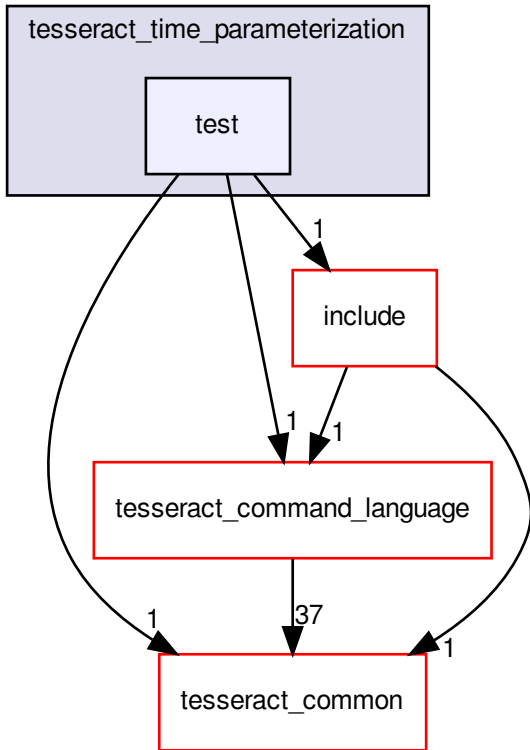 tesseract_time_parameterization
test
1
include
1
1
tesseract_command_language
37
1
1
tesseract_common